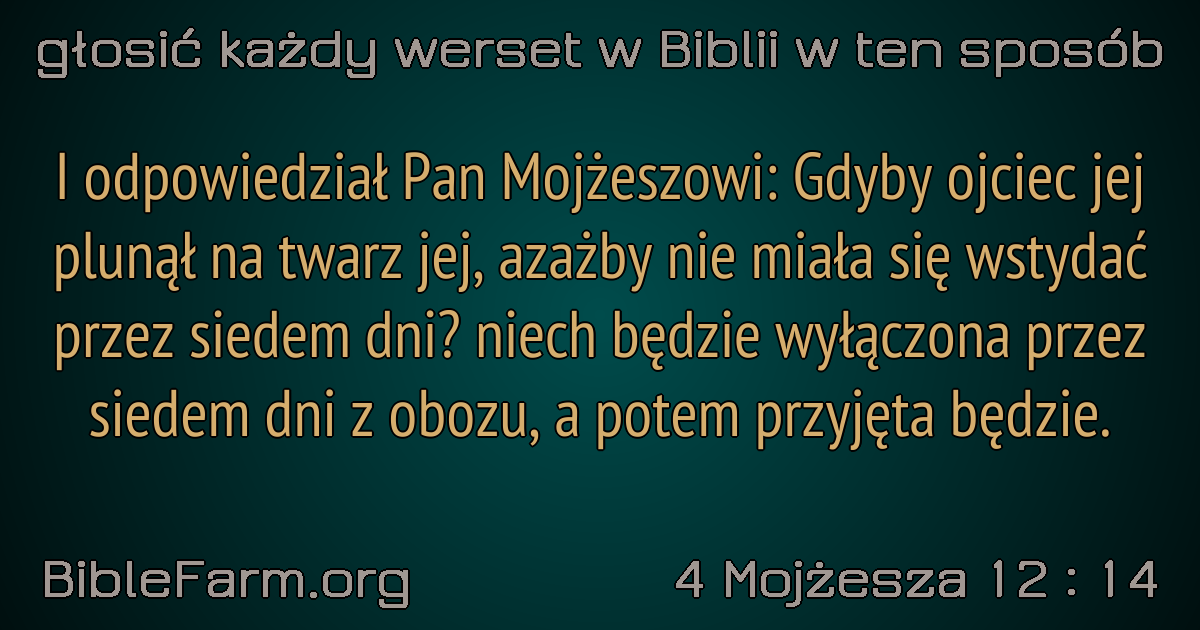 głosić każdy werset w Biblii w ten sposób
I odpowiedział Pan Mojżeszowi: Gdyby ojciec jej
plunął na twarz jej, azażby nie miała się wstydać
przez siedem dni? niech będzie wyłączona przez
siedem dni z obozu, a potem przyjęta będzie.
BibleFarm.org
4 Mojżesza 12 : 14